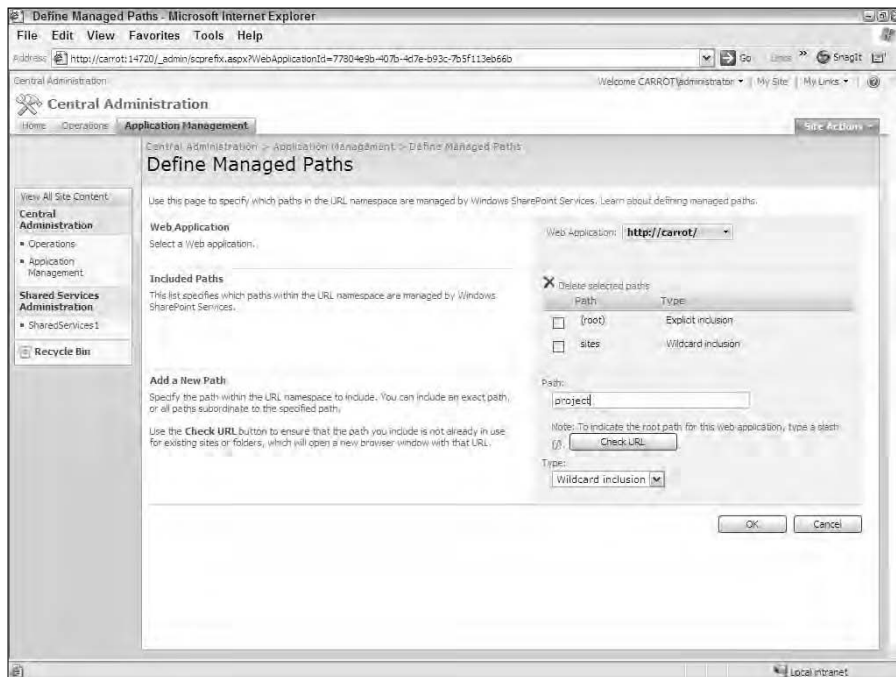 Define Managed Paths - Microsoft Internet Explorer
File Edit View Favorites Tools Help
Address http://carrot:14720/_admin/scprefix.aspx?WebApplicationId=77804e9b-407b-4d7e-b93c-7b5f113eb66b Go Links » SnagIt
Central Administration
Welcome CARROT\administrator My Site My Links
Central Administration
Home Operations Application Management Site Actions
Central Administration > Application Management > Define Managed Paths
Define Managed Paths
View All Site Content
Central
Administration
Operations
Application
Management
Shared Services
Administration
SharedServices1
Recycle Bin
Use this page to specify which paths in the URL namespace are managed by Windows SharePoint Services. Learn about defining managed paths.
Web Application
Select a Web application.
Web Application: http://carrot/
Included Paths
This list specifies which paths within the URL namespace are managed by Windows
SharePoint Services.
Delete selected paths
Path Type
(root) Explicit inclusion
sites Wildcard inclusion
Add a New Path
Specify the path within the URL namespace to include. You can include an exact path,
or all paths subordinate to the specified path.
Use the Check URL button to ensure that the path you include is not already in use
for existing sites or folders, which will open a new browser window with that URL.
Path:
project
Note: To indicate the root path for this web application, type a slash
(/). Check URL
Type:
Wildcard inclusion
OK Cancel
Local intranet